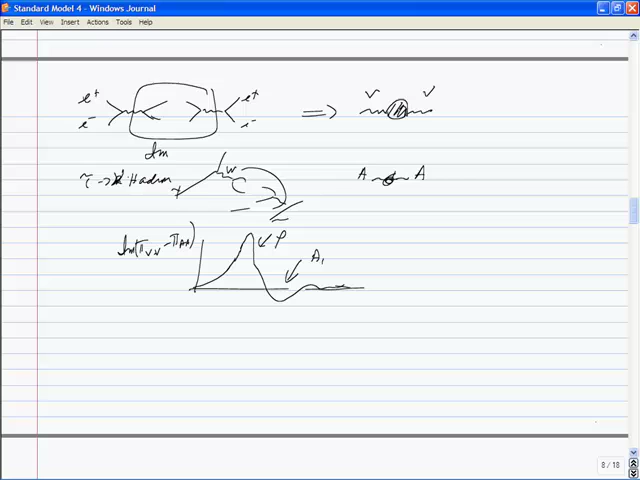 Standard Model 4 - Windows Journal
File Edit View Insert Actions Tools Help
e+ e+ V V
e- e- ⇒
Im
τ → Hadron W A A
Im(Π_VV - Π_AA) ρ
A₁
8 / 18